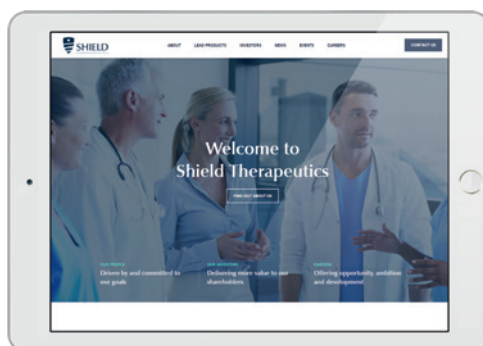 SHIELD
ABOUT LEAD PRODUCTS INVESTORS NEWS EVENTS CAREERS CONTACT US
Welcome to
Shield Therapeutics
FIND OUT ABOUT US
OUR PEOPLE OUR INVESTORS CAREERS
Driven by and committed to Delivering more value to our Offering opportunity, ambition
our goals shareholders and development